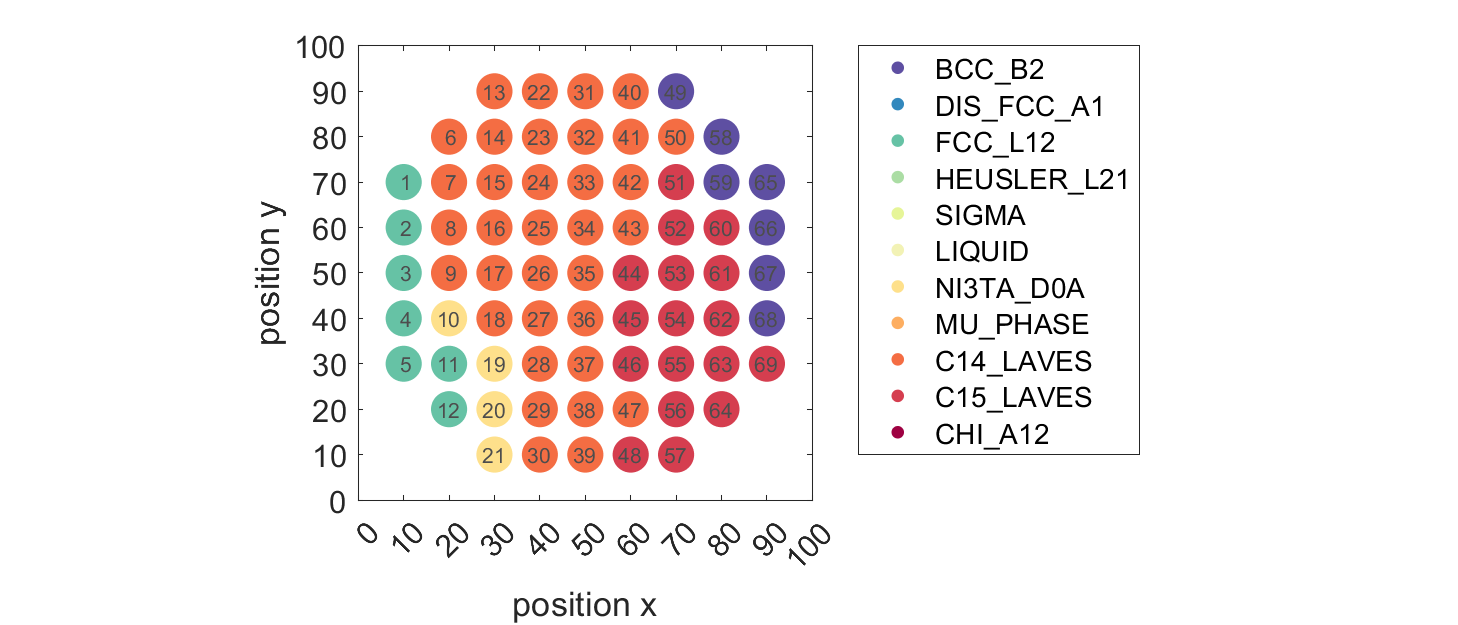 100
90
13 22 31 40 49
80
6 14 23 32 41 50 58
70
1 7 15 24 33 42 51 59 65
60
2 8 16 25 34 43 52 60 66
50
3 9 17 26 35 44 53 61 67
40
4 10 18 27 36 45 54 62 68
30
5 11 19 28 37 46 55 63 69
20
12 20 29 38 47 56 64
10
21 30 39 48 57
0
position y
0 10 20 30 40 50 60 70 80 90 100
position x
BCC_B2
DIS_FCC_A1
FCC_L12
HEUSLER_L21
SIGMA
LIQUID
NI3TA_D0A
MU_PHASE
C14_LAVES
C15_LAVES
CHI_A12